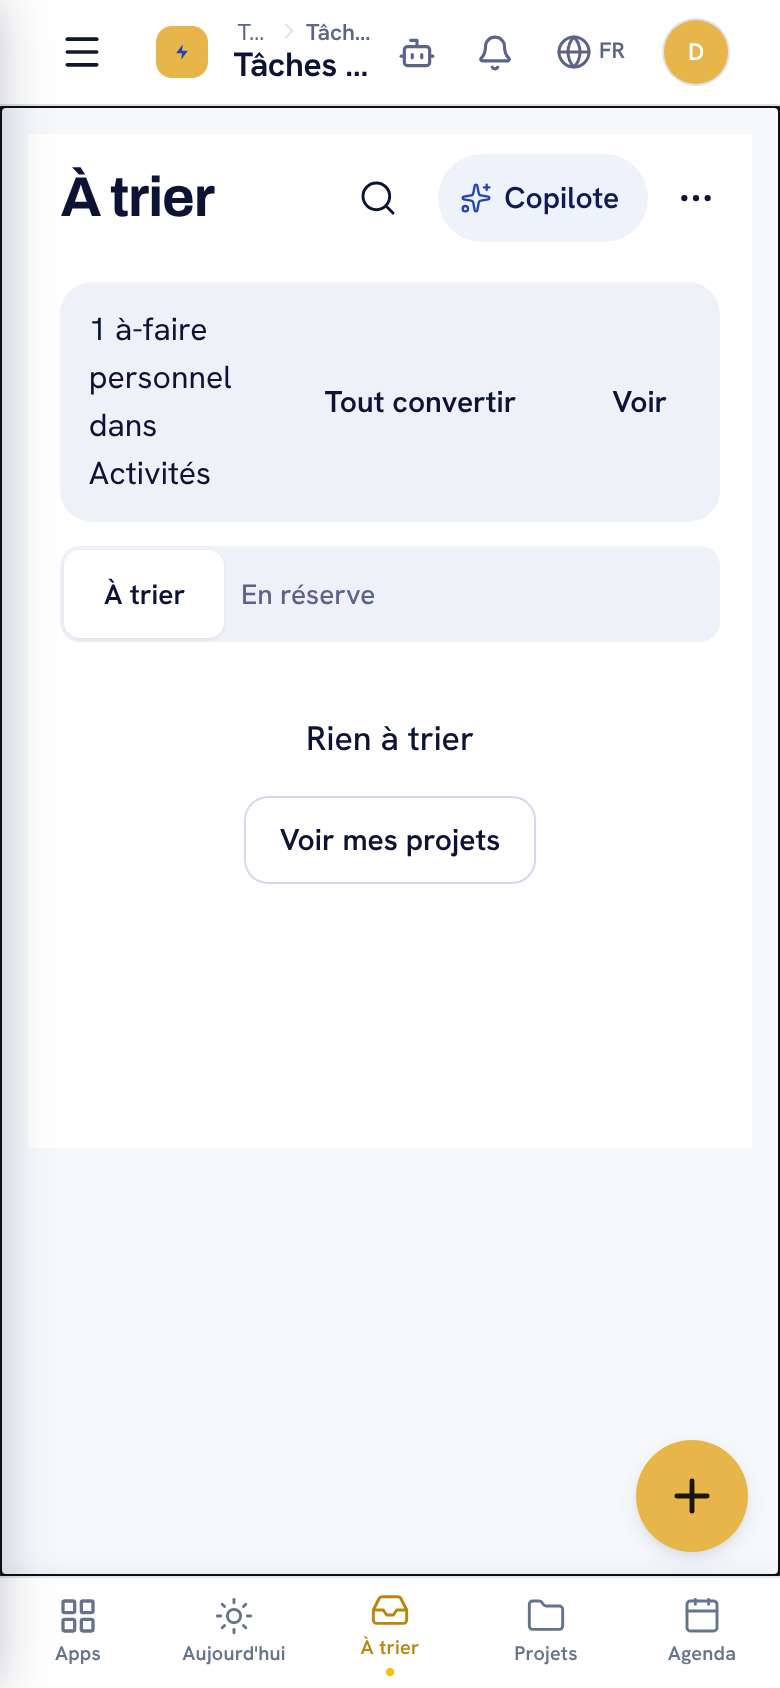 T... > Tâch...
Tâches ...
FR
D
À trier
Copilote
1 à-faire
personnel
dans
Activités
Tout convertir
Voir
À trier
En réserve
Rien à trier
Voir mes projets
Apps
Aujourd'hui
À trier
Projets
Agenda